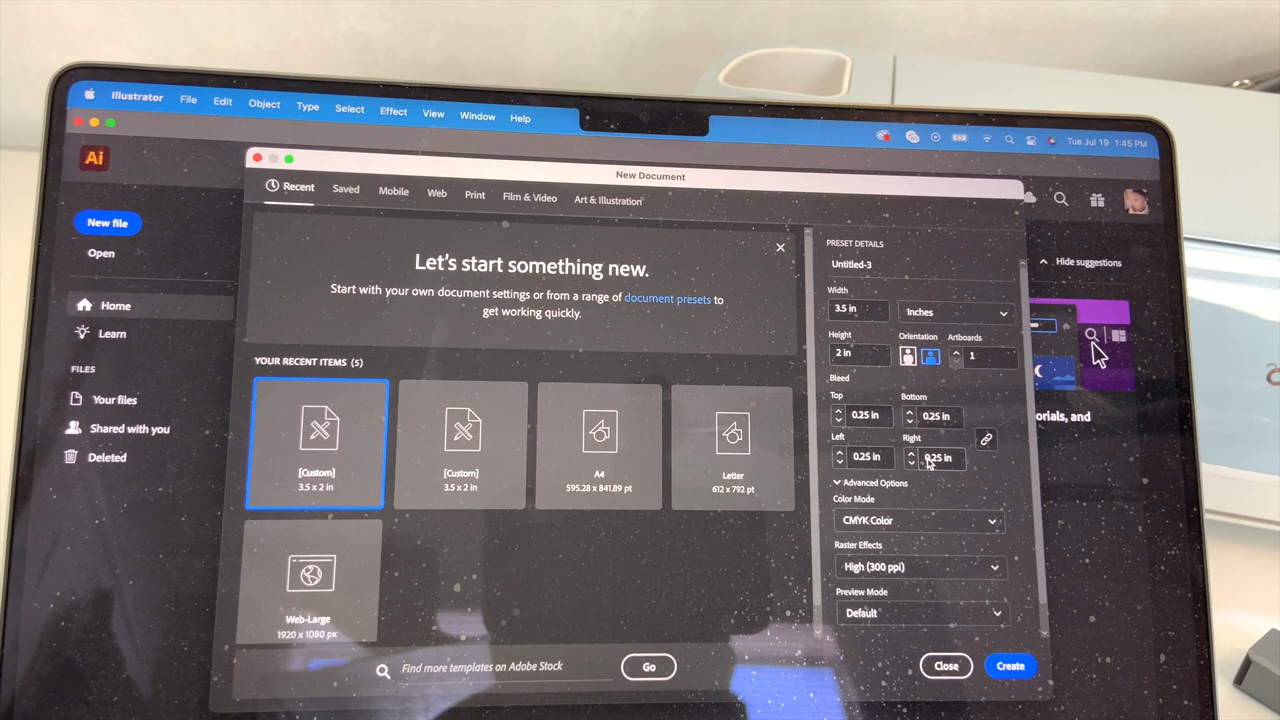 Illustrator File Edit Object Type Select Effect View Window Help
Tue Jul 19 1:45 PM
Ai
New Document
Recent Saved Mobile Web Print Film & Video Art & Illustration
New file
Open
Home
Learn
FILES
Your files
Shared with you
Deleted
Let's start something new.
Start with your own document settings or from a range of document presets to
get working quickly.
YOUR RECENT ITEMS (5)
[Custom]
3.5 x 2 in
[Custom]
3.5 x 2 in
A4
595.28 x 841.89 pt
Letter
612 x 792 pt
Web-Large
1920 x 1080 px
Find more templates on Adobe Stock
Go
PRESET DETAILS
Untitled-3
Width
3.5 in
Inches
Height
Orientation
Artboards
2 in
1
Bleed
Top
Bottom
0.25 in
0.25 in
Left
Right
0.25 in
0.25 in
Advanced Options
Color Mode
CMYK Color
Raster Effects
High (300 ppi)
Preview Mode
Default
Close
Create
Hide suggestions
orials, and